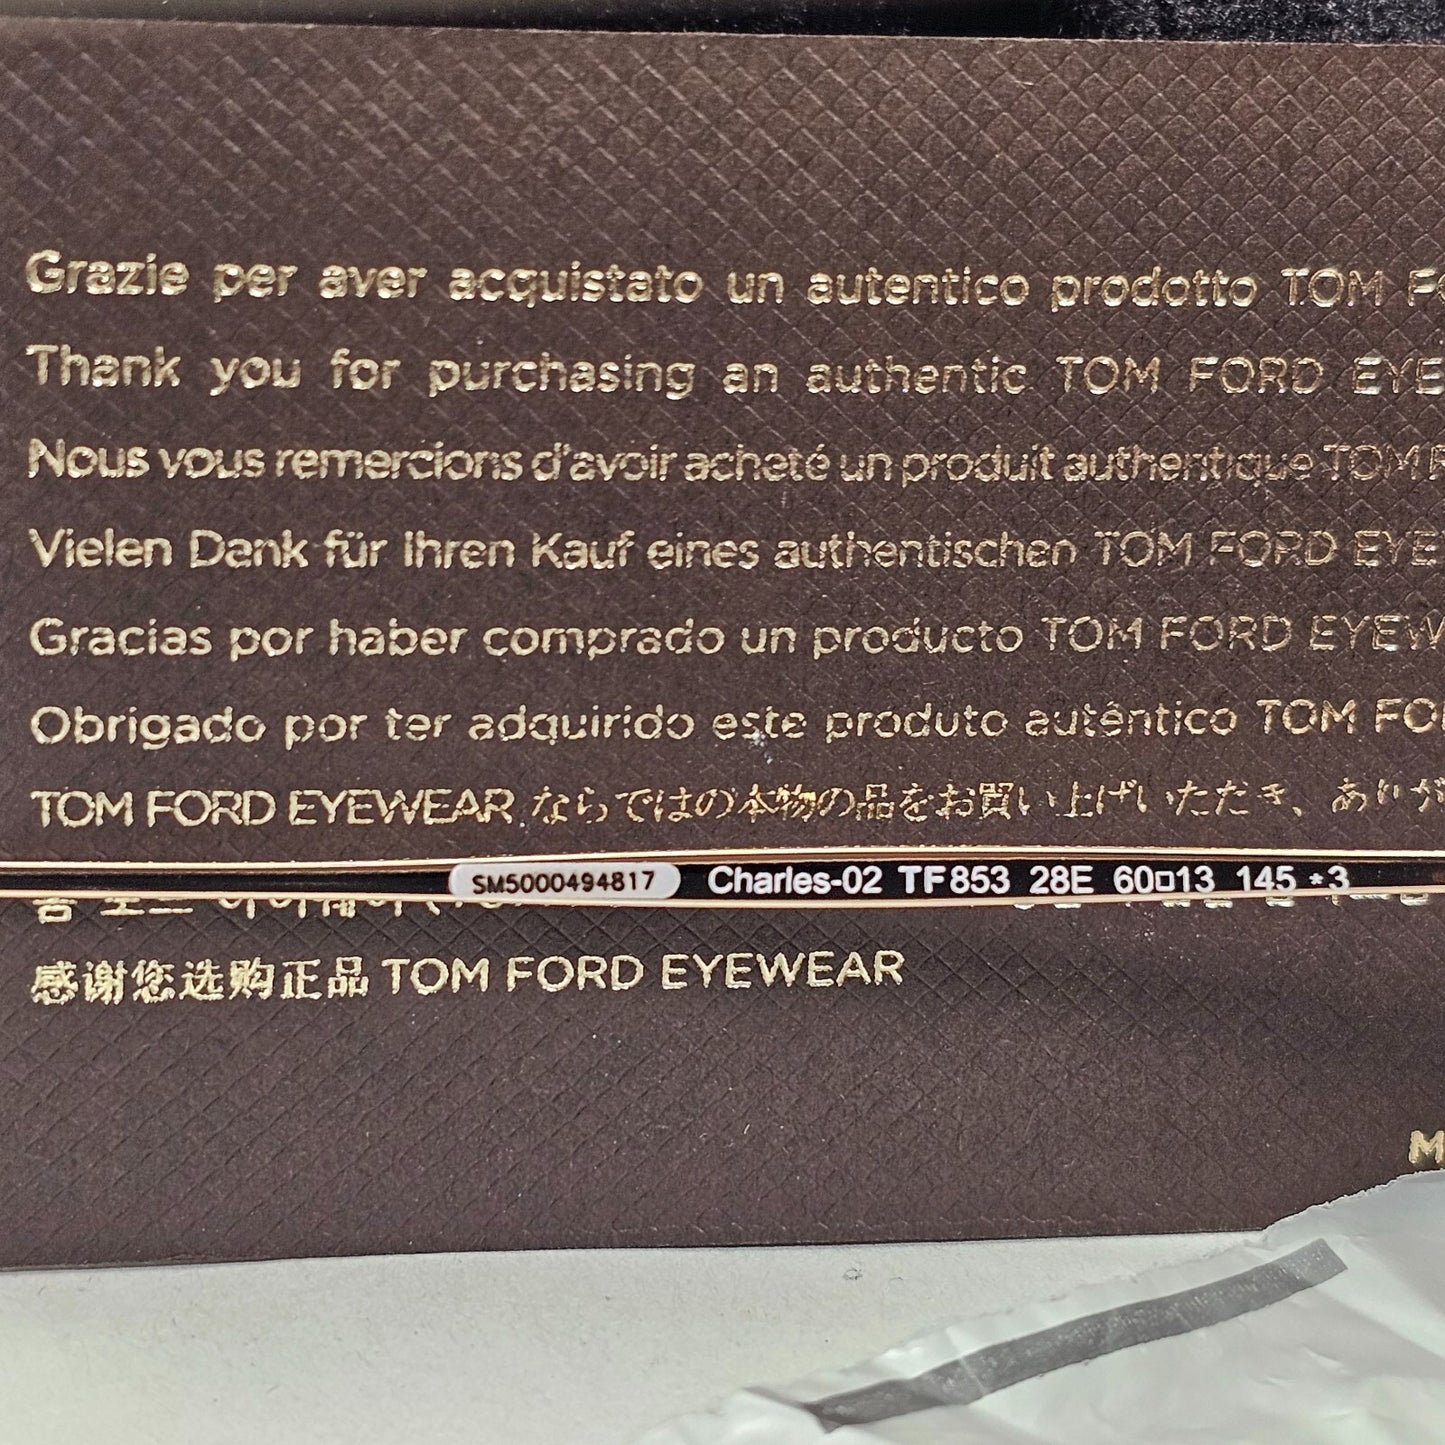 Grazie per aver acquistato un autentico prodotto TOM
Thank you for purchasing an authentic TOM FORD
Nous vous remercions d'avoir acheté un produit authentique TOM
Vielen Dank für Ihren Kauf eines authentischen TOM FORD
Gracias por haber comprado un producto TOM FORD
Obrigado por ter adquirido este produto autêntico TOM
TOM FORD EYEWEAR ならではの本物の品をお買い上げいただき、
SM5000494817 Charles-02 TF853 28E 60□13 145 *3
感谢您选购正品 TOM FORD EYEWEAR